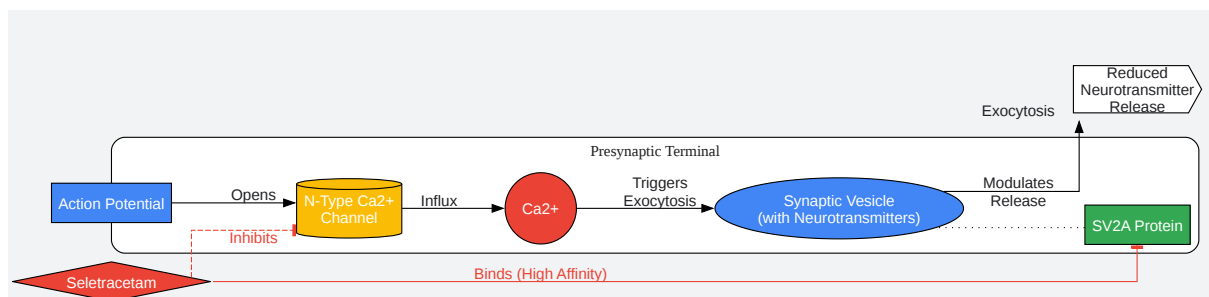 Reduced
Neurotransmitter
Release
Exocytosis
Presynaptic Terminal
Action Potential
Opens
N-Type Ca2+
Channel
Influx
Ca2+
Triggers
Exocytosis
Synaptic Vesicle
(with Neurotransmitters)
Modulates
Release
SV2A Protein
Inhibits
Seletracetam
Binds (High Affinity)